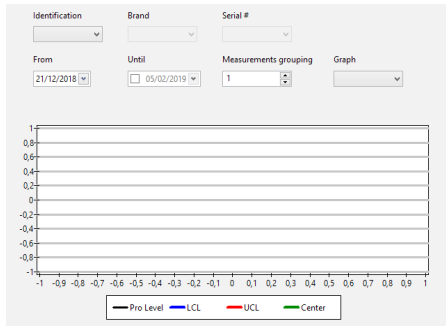 Identification Brand Serial #
From Until Measurements grouping Graph
21/12/2018 05/02/2019 1
1
0,8
0,6
0,4
0,2
0
-0,2
-0,4
-0,6
-0,8
-1
-1 -0,9 -0,8 -0,7 -0,6 -0,5 -0,4 -0,3 -0,2 -0,1 0 0,1 0,2 0,3 0,4 0,5 0,6 0,7 0,8 0,9 1
Pro Level LCL UCL Center